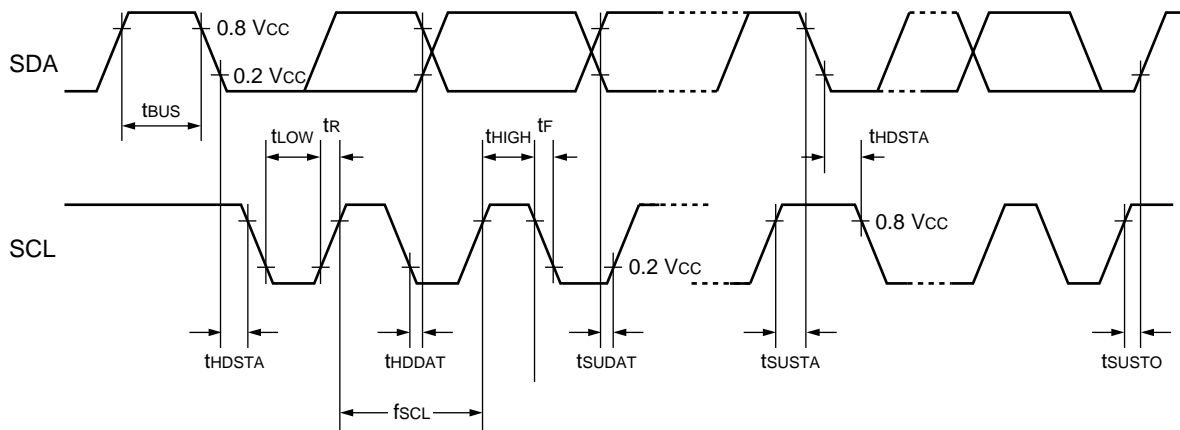 0.8 VCC
SDA
0.2 VCC
tBUS
tLOW
tR
tHIGH
tF
tHDSTA
SCL
0.8 VCC
0.2 VCC
tHDSTA
tHDDAT
tSUDAT
tSUSTA
tSUSTO
fSCL